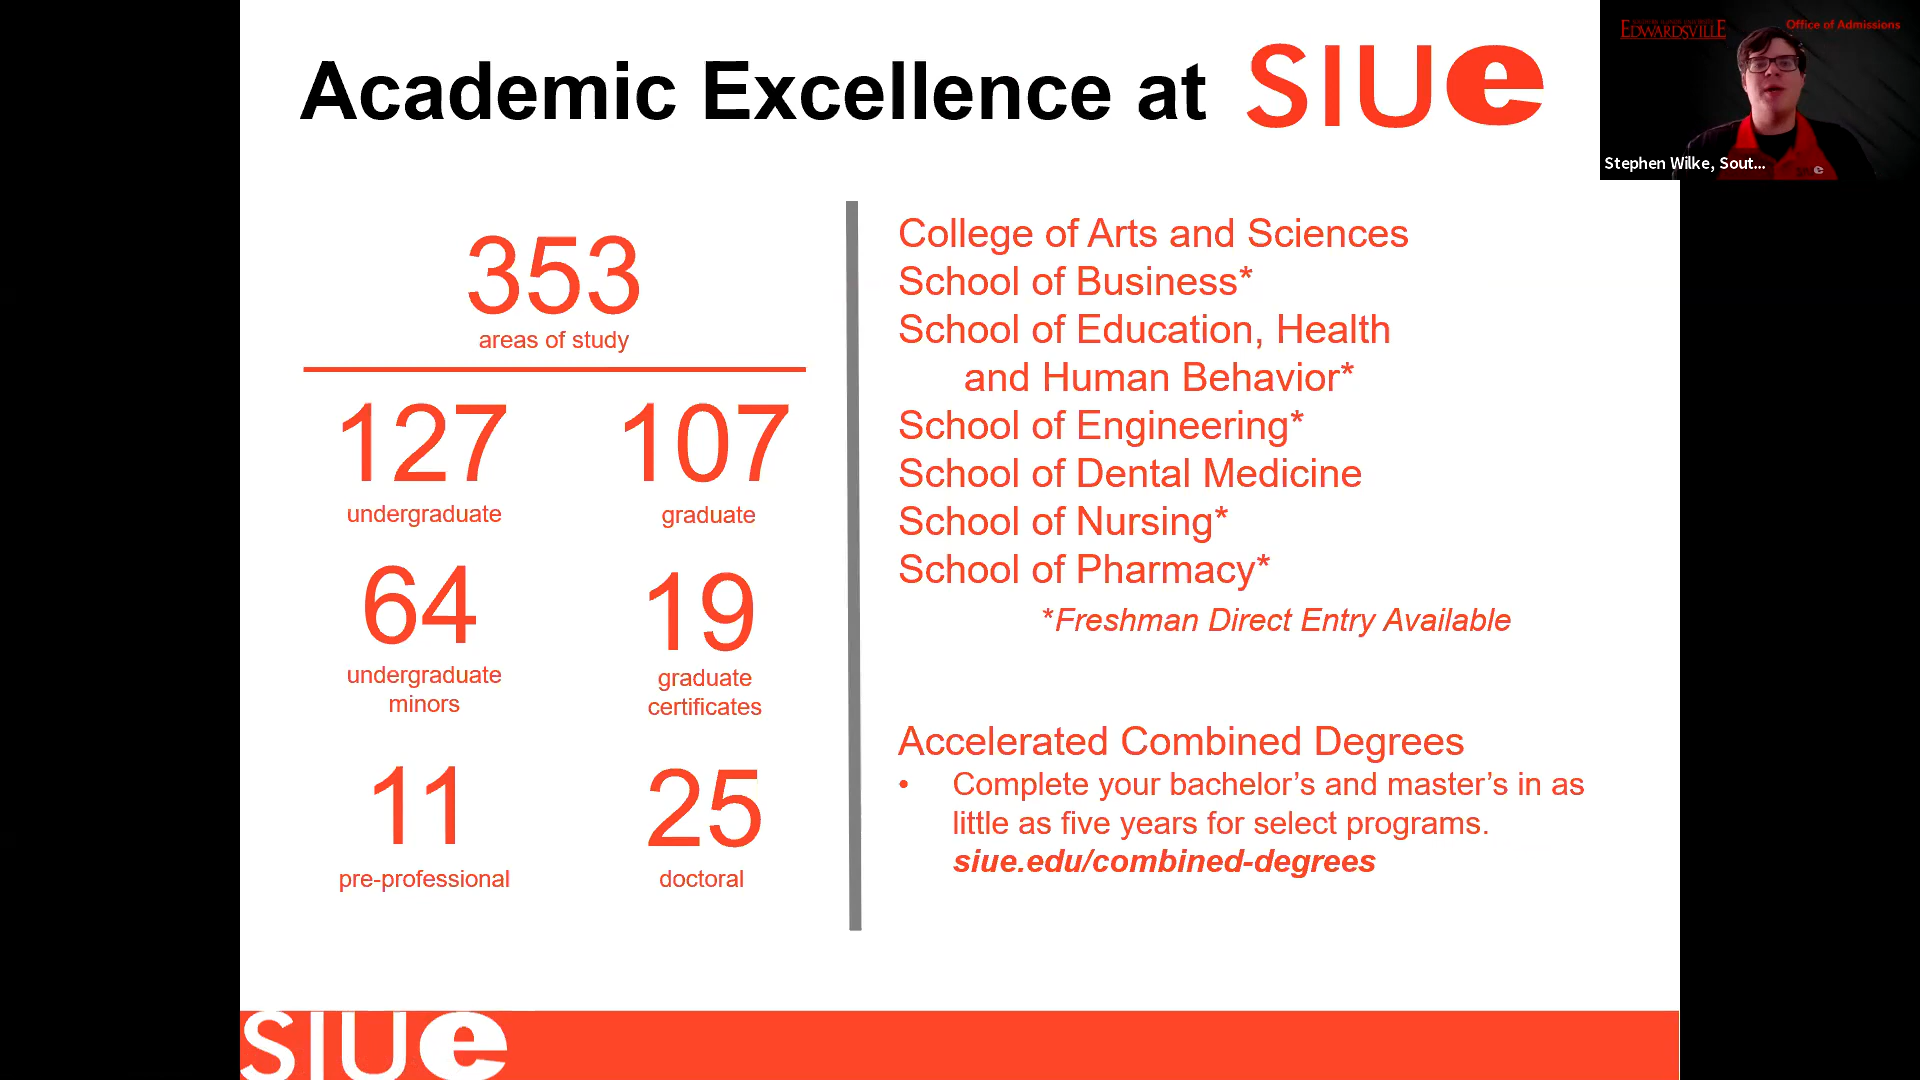 Academic Excellence at SIUe
EDWARDSVILLE
Office of Admissions
Stephen Wilke, Sout...
353
areas of study
127
undergraduate
107
graduate
64
undergraduate
minors
19
graduate
certificates
11
pre-professional
25
doctoral
College of Arts and Sciences
School of Business*
School of Education, Health
and Human Behavior*
School of Engineering*
School of Dental Medicine
School of Nursing*
School of Pharmacy*
*Freshman Direct Entry Available
Accelerated Combined Degrees
• Complete your bachelor’s and master’s in as
little as five years for select programs.
siue.edu/combined-degrees
SIUe